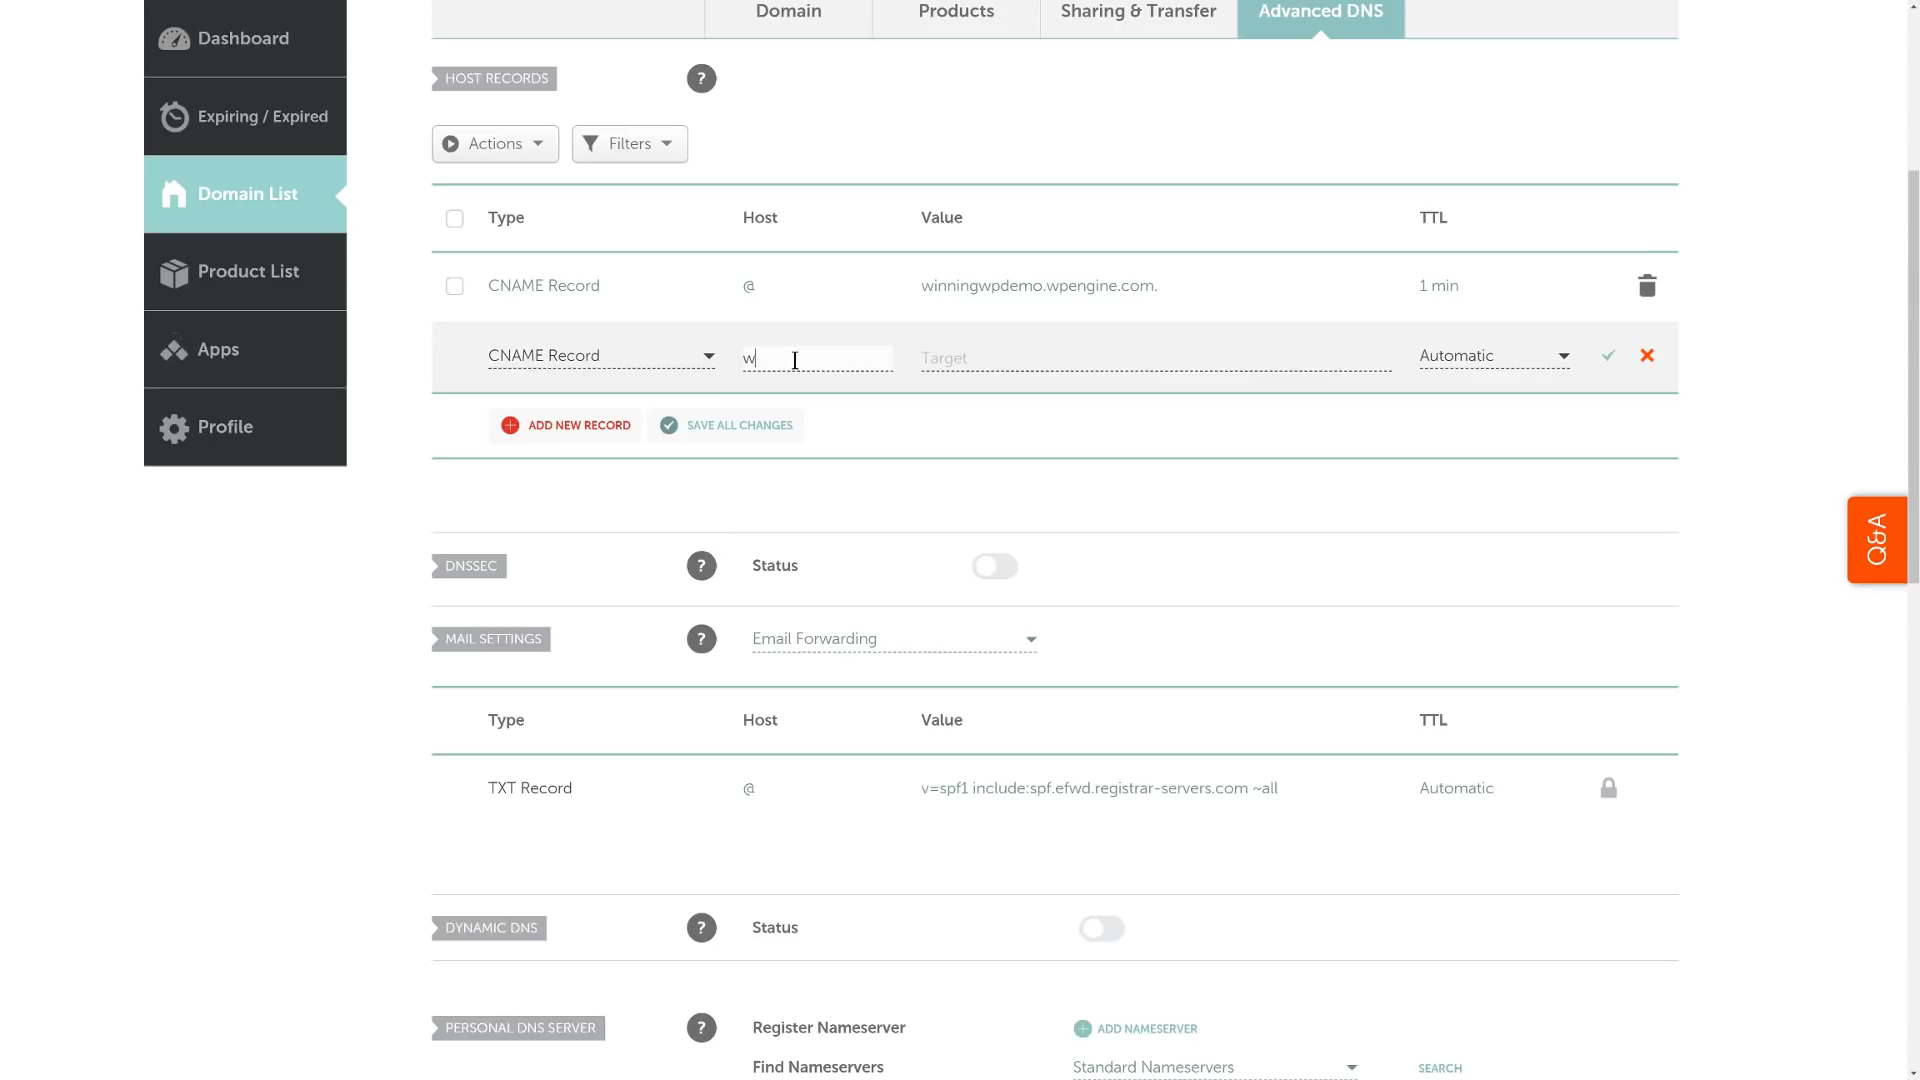 Dashboard
Expiring / Expired
Domain List
Product List
Apps
Profile
Domain Products Sharing & Transfer Advanced DNS
HOST RECORDS ?
Actions Filters
Type Host Value TTL
CNAME Record @ winningwpdemo.wpengine.com. 1 min
CNAME Record w Target Automatic
ADD NEW RECORD SAVE ALL CHANGES
Q&A
DNSSEC ? Status
MAIL SETTINGS ? Email Forwarding
Type Host Value TTL
TXT Record @ v=spf1 include:spf.efwd.registrar-servers.com ~all Automatic
DYNAMIC DNS ? Status
PERSONAL DNS SERVER ? Register Nameserver ADD NAMESERVER
Find Nameservers Standard Nameservers SEARCH